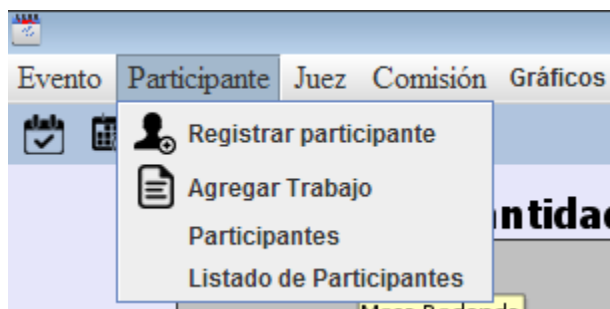 Evento Participante Juez Comisión Gráficos
Registrar participante
Agregar Trabajo
Participantes
Listado de Participantes